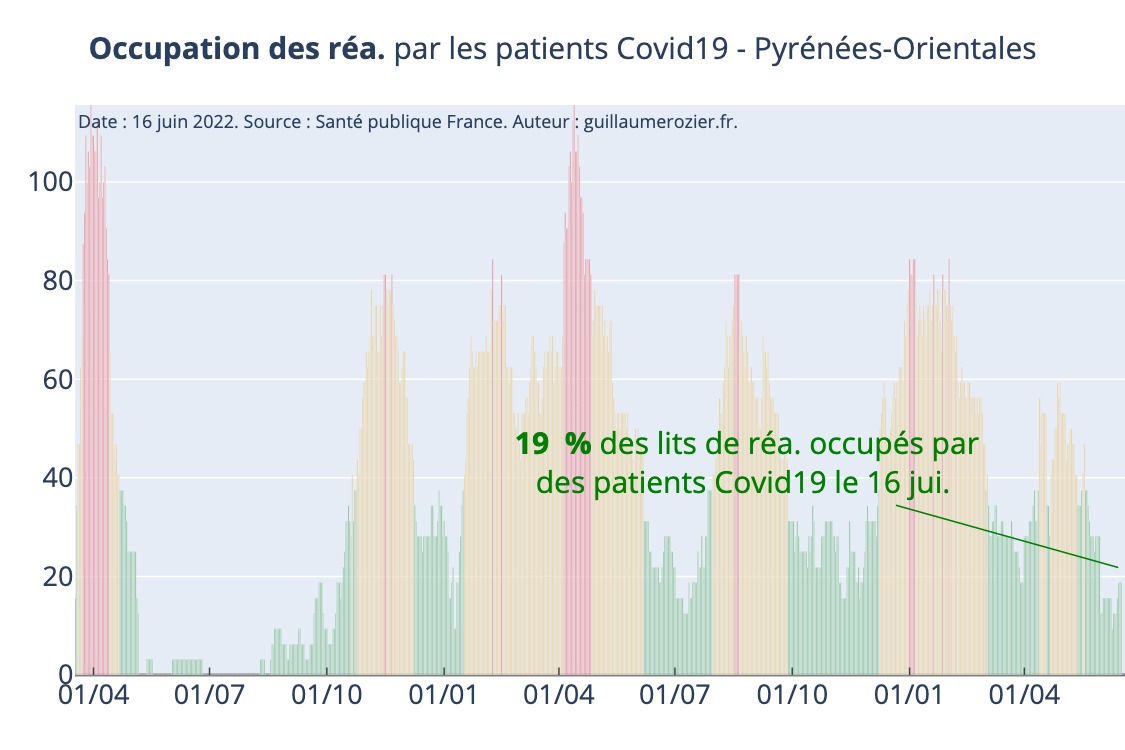 Occupation des réa. par les patients Covid19 - Pyrénées-Orientales
Date : 16 juin 2022. Source : Santé publique France. Auteur : guillaumerozier.fr.
100
80
60
40
20
0
19 % des lits de réa. occupés par
des patients Covid19 le 16 jui.
01/04 01/07 01/10 01/01 01/04 01/07 01/10 01/01 01/04